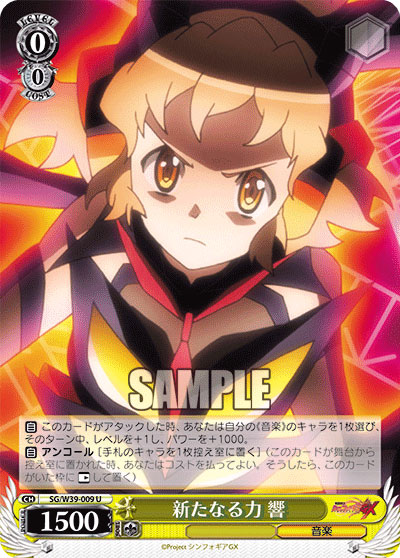 LEVEL
0
0
COST
SAMPLE
自 このカードがアタックした時、あなたは自分の《音楽》のキャラを1枚選び、
そのターン中、レベルを+1し、パワーを+1000。
自 アンコール [手札のキャラを1枚控え室に置く] (このカードが舞台から
控え室に置かれた時、あなたはコストを払ってよい。そうしたら、このカード
がいた枠に を置く)
CH SG/W39-009 U
1500
新たなる力 響
音楽
©Project シンフォギアGX